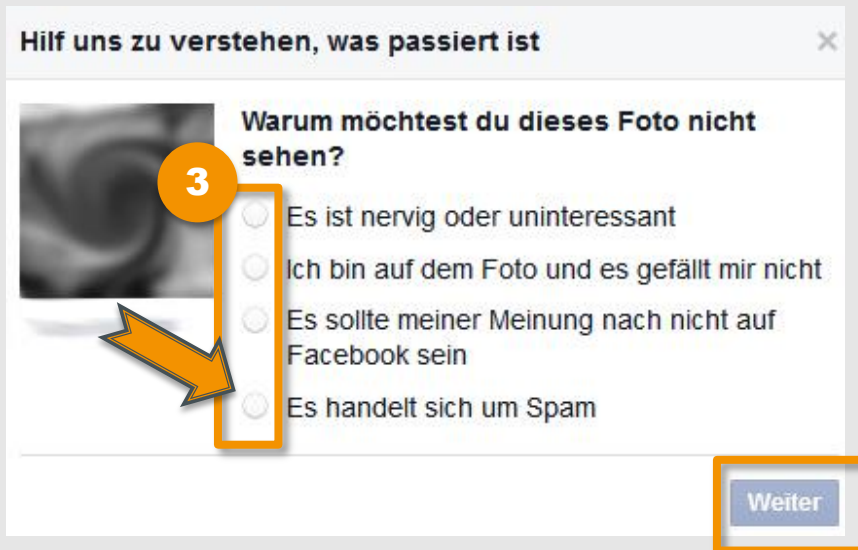 Hilf uns zu verstehen, was passiert ist
×
Warum möchtest du dieses Foto nicht
sehen?
3
Es ist nervig oder uninteressant
Ich bin auf dem Foto und es gefällt mir nicht
Es sollte meiner Meinung nach nicht auf
Facebook sein
Es handelt sich um Spam
Weiter